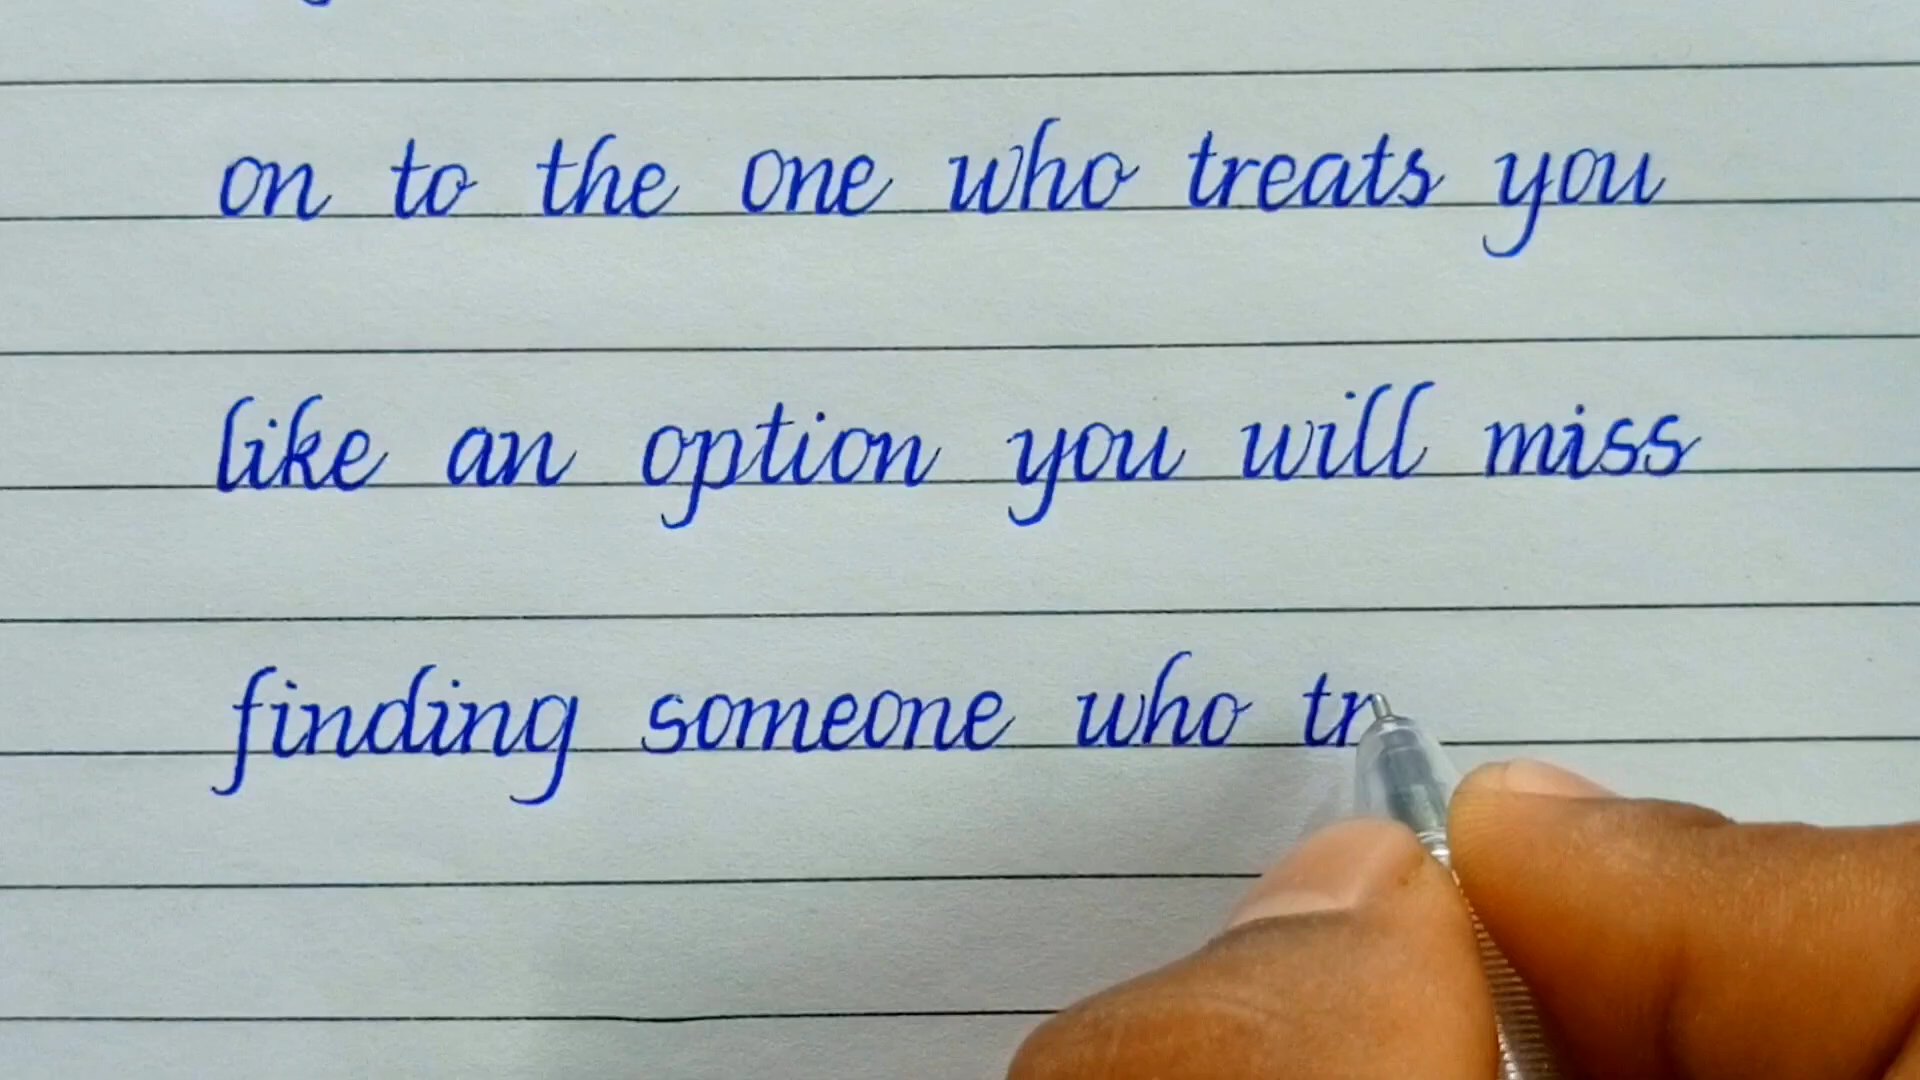 on to the one who treats you
like an option you will miss
finding someone who tr